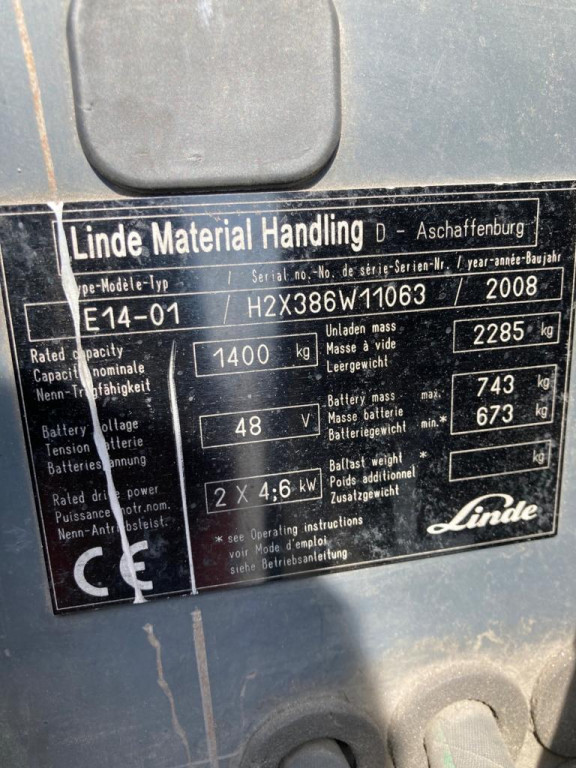 Linde Material Handling D - Aschaffenburg
Type-Modèle-Typ / Serial no.-No. de série-Serien-Nr. / year-année-Baujahr
E14-01 / H2X386W11063 / 2008
Rated capacity
Capacité nominale
Nenn-Tragfähigkeit
1400 kg
Unladen mass
Masse à vide
Leergewicht
2285 kg
Battery voltage
Tension batterie
Batteriespannung
48 V
Battery mass max.
Masse batterie
Batteriegewicht min.*
743 kg
673 kg
Rated drive power
Puissance motr.nom.
Nenn-Antriebsleist.
2 X 4;6 kW
Ballast weight *
Poids additionnel
Zusatzgewicht
kg
* see Operating instructions
voir Mode d'emploi
siehe Betriebsanleitung
CE
Linde